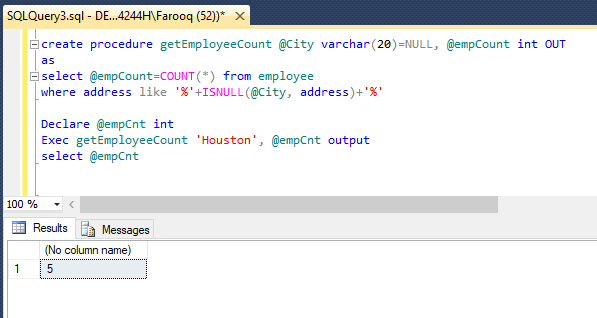 SQLQuery3.sql - DE...4244H\Farooq (52))*
create procedure getEmployeeCount @City varchar(20)=NULL, @empCount int OUT
as
select @empCount=COUNT(*) from employee
where address like '%'+ISNULL(@City, address)+'%'
Declare @empCnt int
Exec getEmployeeCount 'Houston', @empCnt output
select @empCnt
100 %
Results Messages
(No column name)
1 5